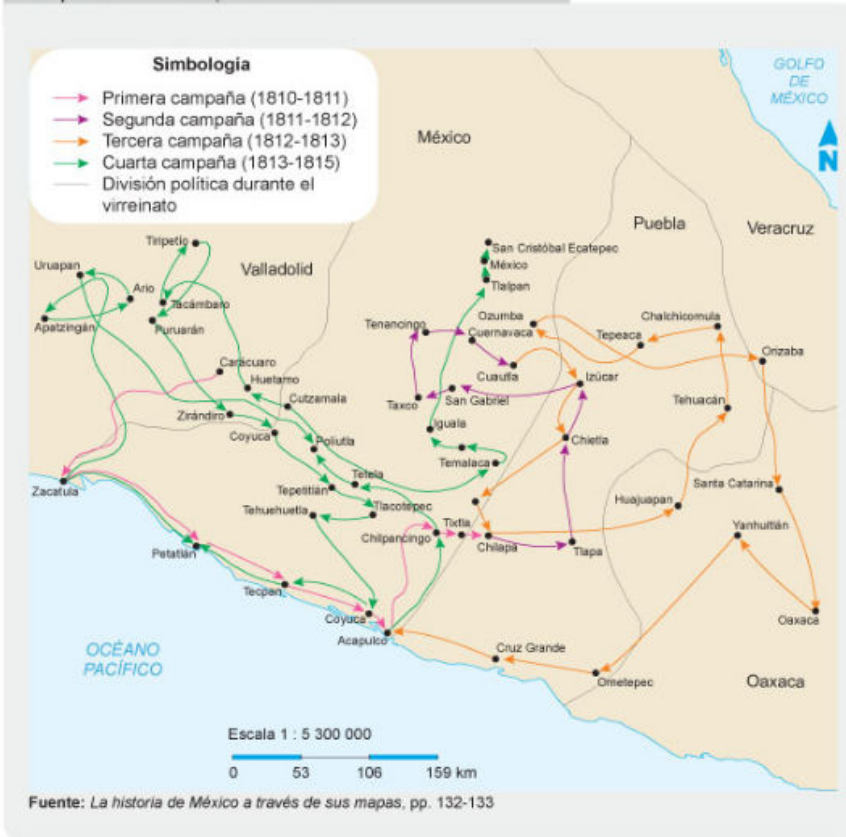 Simbología
Primera campaña (1810-1811)
Segunda campaña (1811-1812)
Tercera campaña (1812-1813)
Cuarta campaña (1813-1815)
División política durante el
virreinato
GOLFO
DE
MÉXICO
N
México
Puebla
Veracruz
Valladolid
Tiripetío
Uruapan
Ario
Tacámbaro
Apatzingán
Puruarán
San Cristóbal Ecatepec
México
Tlalpan
Tenancingo
Ozumba
Cuernavaca
Chalchicomula
Tepeaca
Orizaba
Carácuaro
Huetamo
Cuautla
Izúcar
Cutzamala
Taxco
San Gabriel
Tehuacán
Zirándiro
Coyuca
Iguala
Poliutla
Chietla
Temalaca
Zacatula
Tetela
Tepetitlán
Tlacotepec
Tehuehuetla
Huajuapan
Santa Catarina
Chilpancingo
Tixtla
Chilapa
Tlapa
Yanhuitlán
Petatlán
Tecpan
Coyuca
Acapulco
Oaxaca
Cruz Grande
Ometepec
Oaxaca
OCÉANO
PACÍFICO
Escala 1 : 5 300 000
0 53 106 159 km
Fuente: La historia de México a través de sus mapas, pp. 132-133